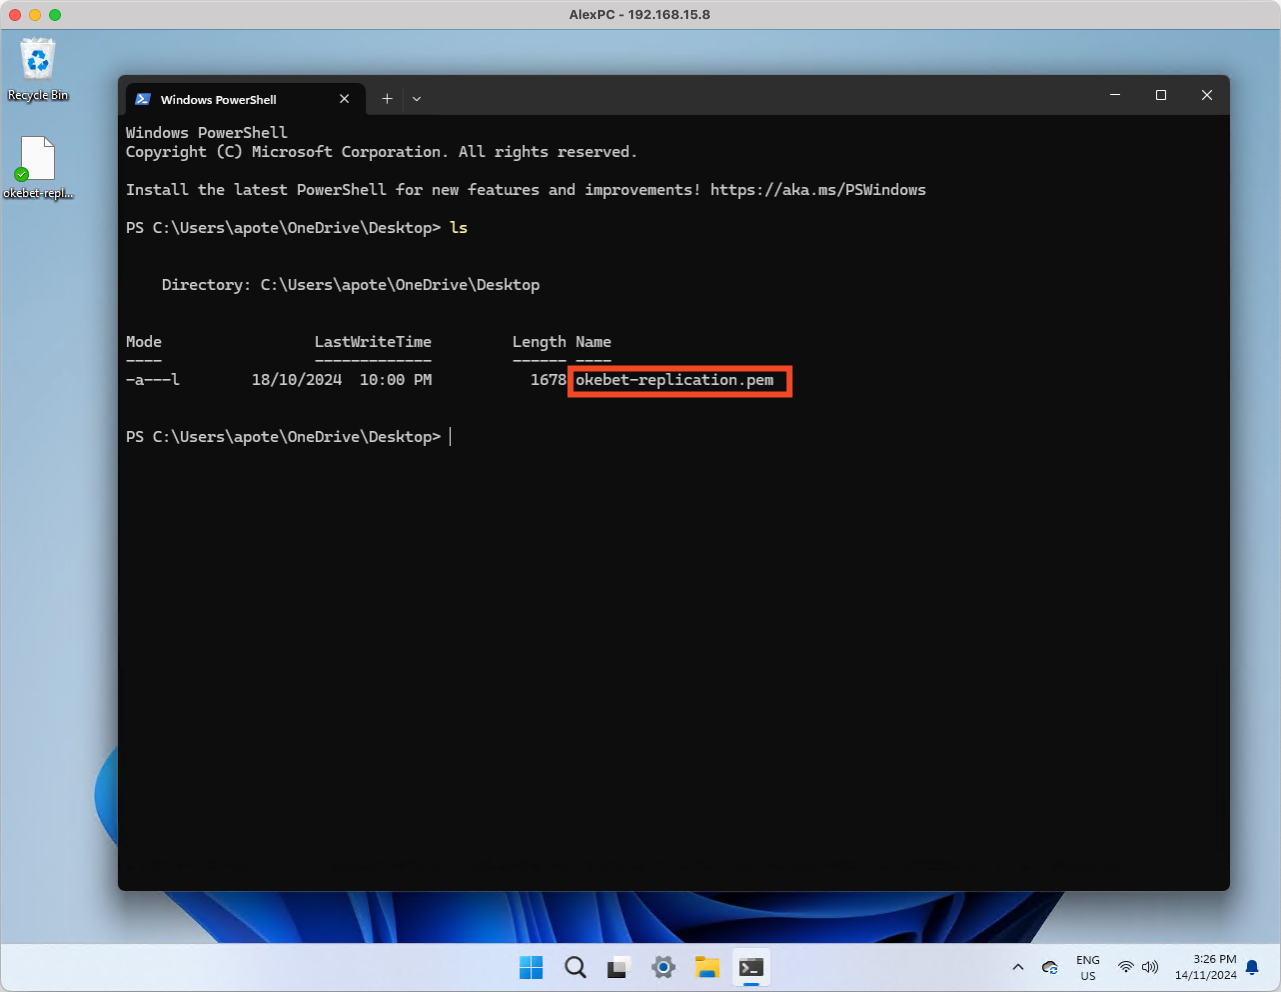 AlexPC - 192.168.15.8
Recycle Bin
okebet-repl...
Windows PowerShell
Windows PowerShell
Copyright (C) Microsoft Corporation. All rights reserved.
Install the latest PowerShell for new features and improvements! https://aka.ms/PSWindows
PS C:\Users\apote\OneDrive\Desktop> ls
Directory: C:\Users\apote\OneDrive\Desktop
Mode LastWriteTime Length Name
---- ------------- ------ ----
-a---l 18/10/2024 10:00 PM 1678 okebet-replication.pem
PS C:\Users\apote\OneDrive\Desktop>
ENG
US
3:26 PM
14/11/2024